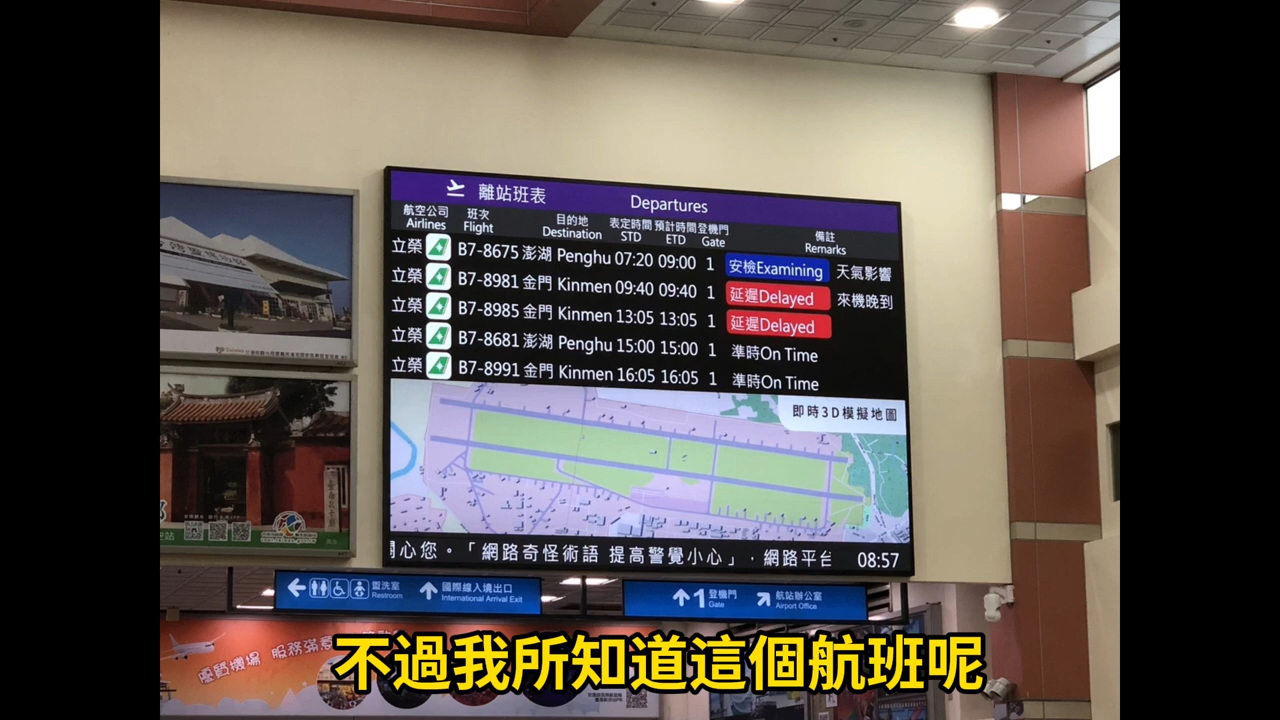 離站班表 Departures
航空公司 班次 目的地 表定時間 預計時間 登機門 備註
Airlines Flight Destination STD ETD Gate Remarks
立榮 B7-8675 澎湖 Penghu 07:20 09:00 1 安檢Examining 天氣影響
立榮 B7-8981 金門 Kinmen 09:40 09:40 1 延遲Delayed 來機晚到
立榮 B7-8985 金門 Kinmen 13:05 13:05 1 延遲Delayed
立榮 B7-8681 澎湖 Penghu 15:00 15:00 1 準時On Time
立榮 B7-8991 金門 Kinmen 16:05 16:05 1 準時On Time
即時3D模擬地圖
心您。「網路奇怪術語 提高警覺小心」，網路平台 08:57
盥洗室 Restroom
國際線入境出口 International Arrival Exit
1 登機門 Gate
航站辦公室 Airport Office
優質機場 服務滿意
不過我所知道這個航班呢